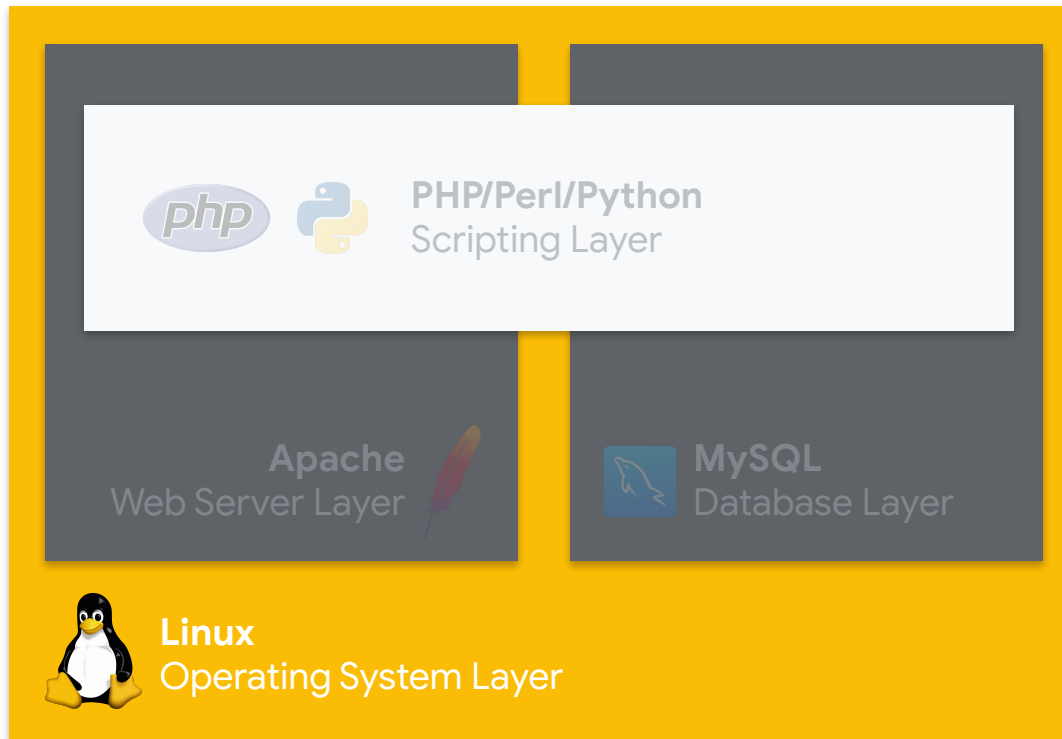 php
PHP/Perl/Python
Scripting Layer
Apache
Web Server Layer
MySQL
Database Layer
Linux
Operating System Layer